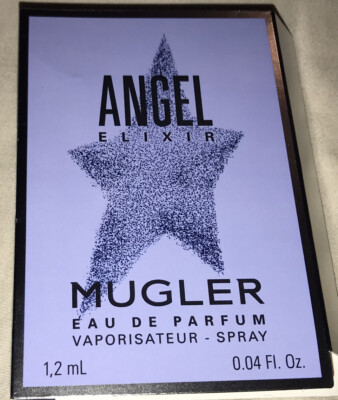 ANGEL
ELIXIR
MUGLER
EAU DE PARFUM
VAPORISATEUR - SPRAY
1,2 mL 0.04 Fl. Oz.